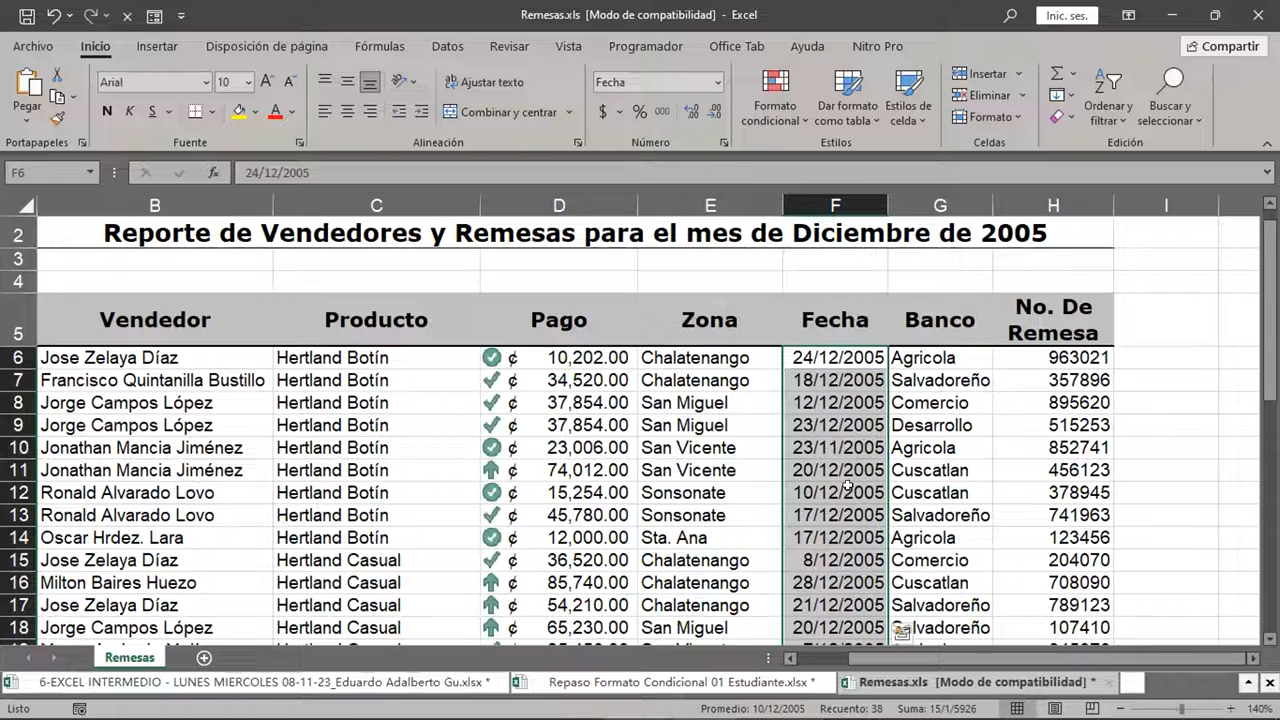 Remesas.xls [Modo de compatibilidad] - Excel
Inic. ses.
Archivo Inicio Insertar Disposición de página Fórmulas Datos Revisar Vista Programador Office Tab Ayuda Nitro Pro
Compartir
Pegar
Arial 10
N K S
Ajustar texto
Combinar y centrar
Fecha
$ % 000
Formato condicional
Dar formato como tabla
Estilos de celda
Insertar
Eliminar
Formato
Ordenar y filtrar
Buscar y seleccionar
Portapapeles Fuente Alineación Número Estilos Celdas Edición
F6 fx 24/12/2005
B C D E F G H I
2 Reporte de Vendedores y Remesas para el mes de Diciembre de 2005
3
4
5 Vendedor Producto Pago Zona Fecha Banco No. De Remesa
6 Jose Zelaya Díaz Hertland Botín ¢ 10,202.00 Chalatenango 24/12/2005 Agricola 963021
7 Francisco Quintanilla Bustillo Hertland Botín ¢ 34,520.00 Chalatenango 18/12/2005 Salvadoreño 357896
8 Jorge Campos López Hertland Botín ¢ 37,854.00 San Miguel 12/12/2005 Comercio 895620
9 Jorge Campos López Hertland Botín ¢ 37,854.00 San Miguel 23/12/2005 Desarrollo 515253
10 Jonathan Mancia Jiménez Hertland Botín ¢ 23,006.00 San Vicente 23/11/2005 Agricola 852741
11 Jonathan Mancia Jiménez Hertland Botín ¢ 74,012.00 San Vicente 20/12/2005 Cuscatlan 456123
12 Ronald Alvarado Lovo Hertland Botín ¢ 15,254.00 Sonsonate 10/12/2005 Cuscatlan 378945
13 Ronald Alvarado Lovo Hertland Botín ¢ 45,780.00 Sonsonate 17/12/2005 Salvadoreño 741963
14 Oscar Hrdez. Lara Hertland Botín ¢ 12,000.00 Sta. Ana 17/12/2005 Agricola 123456
15 Jose Zelaya Díaz Hertland Casual ¢ 36,520.00 Chalatenango 8/12/2005 Comercio 204070
16 Milton Baires Huezo Hertland Casual ¢ 85,740.00 Chalatenango 28/12/2005 Cuscatlan 708090
17 Jose Zelaya Díaz Hertland Casual ¢ 54,210.00 Chalatenango 21/12/2005 Salvadoreño 789123
18 Jorge Campos López Hertland Casual ¢ 65,230.00 San Miguel 20/12/2005 Salvadoreño 107410
Remesas
6-EXCEL INTERMEDIO - LUNES MIERCOLES 08-11-23_Eduardo Adalberto Gu.xlsx * Repaso Formato Condicional 01 Estudiante.xlsx * Remesas.xls [Modo de compatibilidad] *
Listo Promedio: 10/12/2005 Recuento: 38 Suma: 15/1/5926 140%